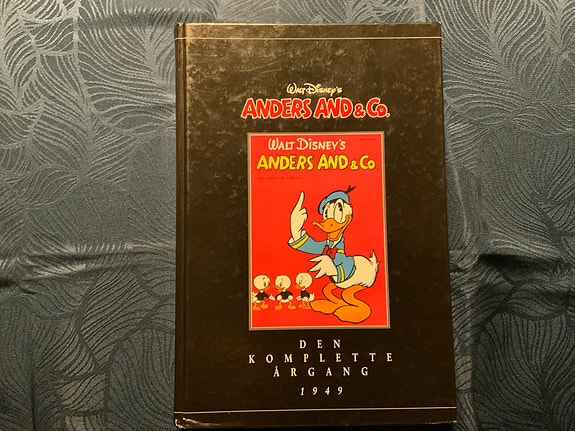 WALT DISNEY'S
ANDERS AND & Co.
WALT DISNEY'S
ANDERS AND & Co.
DEN
KOMPLETTE
ÅRGANG
1949